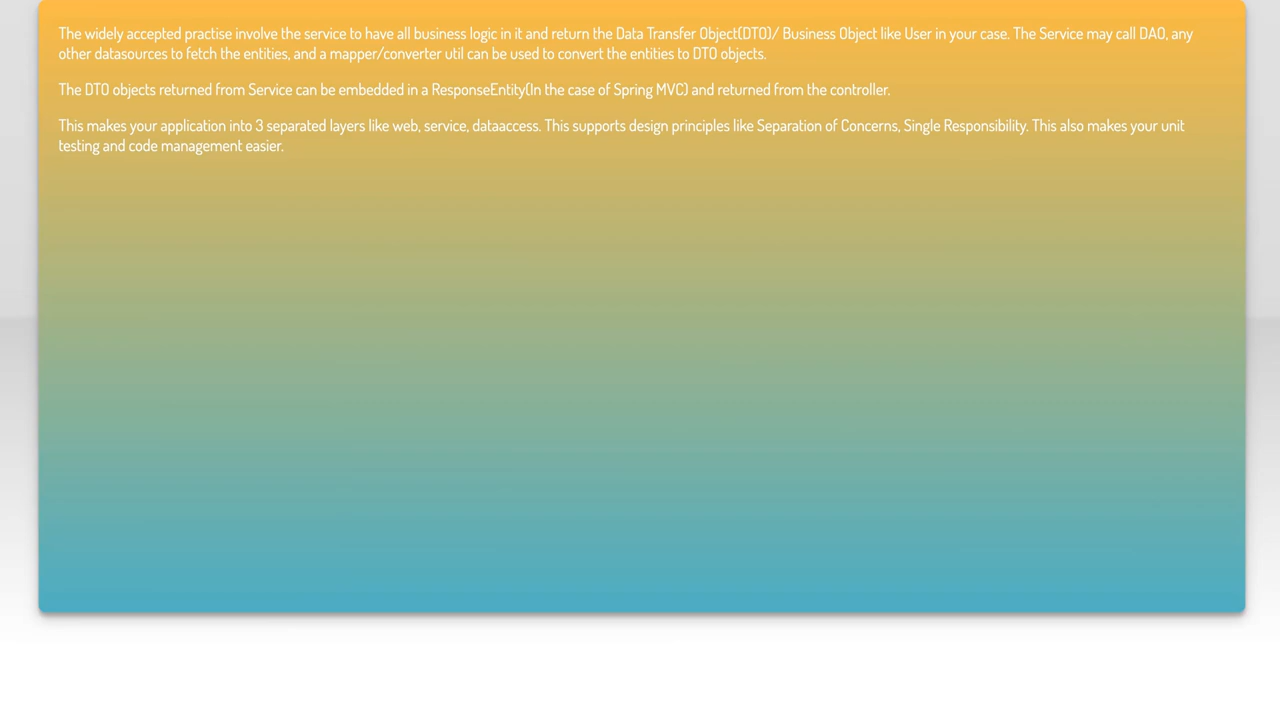 The widely accepted practise involve the service to have all business logic in it and return the Data Transfer Object(DTO)/ Business Object like User in your case. The Service may call DAO, any
other datasources to fetch the entities, and a mapper/converter util can be used to convert the entities to DTO objects.
The DTO objects returned from Service can be embedded in a ResponseEntity(In the case of Spring MVC) and returned from the controller.
This makes your application into 3 separated layers like web, service, dataaccess. This supports design principles like Separation of Concerns, Single Responsibility. This also makes your unit
testing and code management easier.